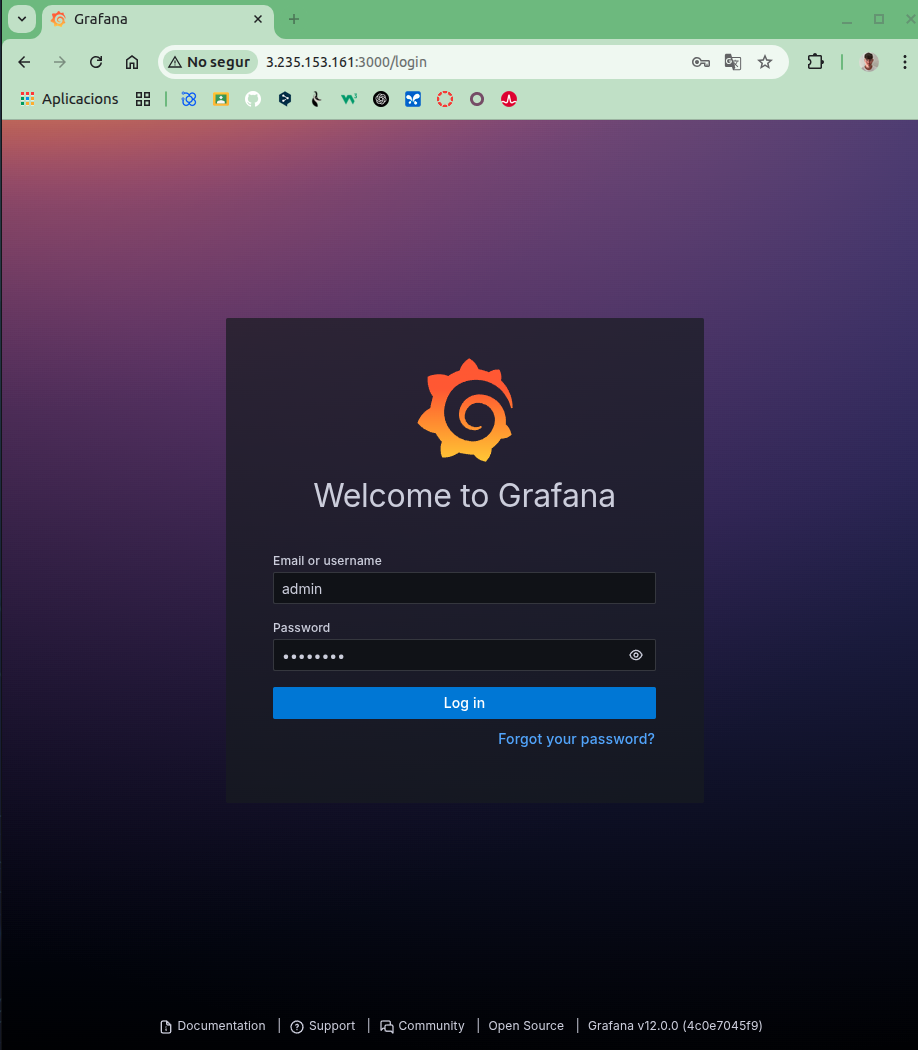 Grafana
No segur 3.235.153.161:3000/login
Aplicacions
Welcome to Grafana
Email or username
admin
Password
Log in
Forgot your password?
Documentation | Support | Community | Open Source | Grafana v12.0.0 (4c0e7045f9)